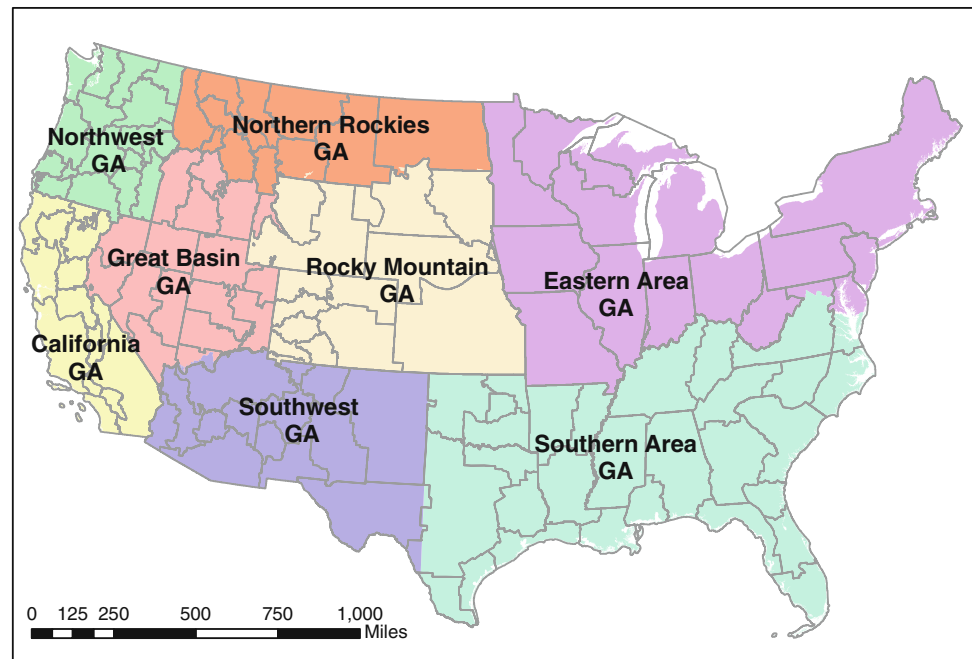 Northwest
GA
Northern Rockies
GA
Great Basin
GA
Rocky Mountain
GA
Eastern Area
GA
California
GA
Southwest
GA
Southern Area
GA
0 125 250 500 750 1,000
Miles